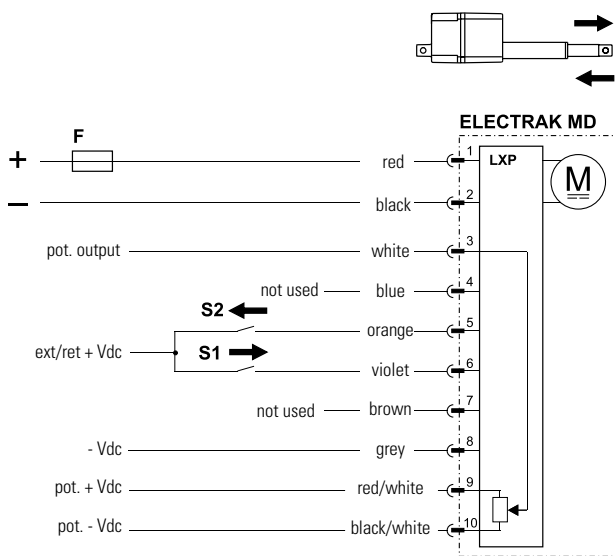 ELECTRAK MD
F
+ red 1 LXP M
– black 2
pot. output white 3
not used blue 4
S2 orange 5
ext/ret + Vdc S1 violet 6
not used brown 7
- Vdc grey 8
pot. + Vdc red/white 9
pot. - Vdc black/white 10